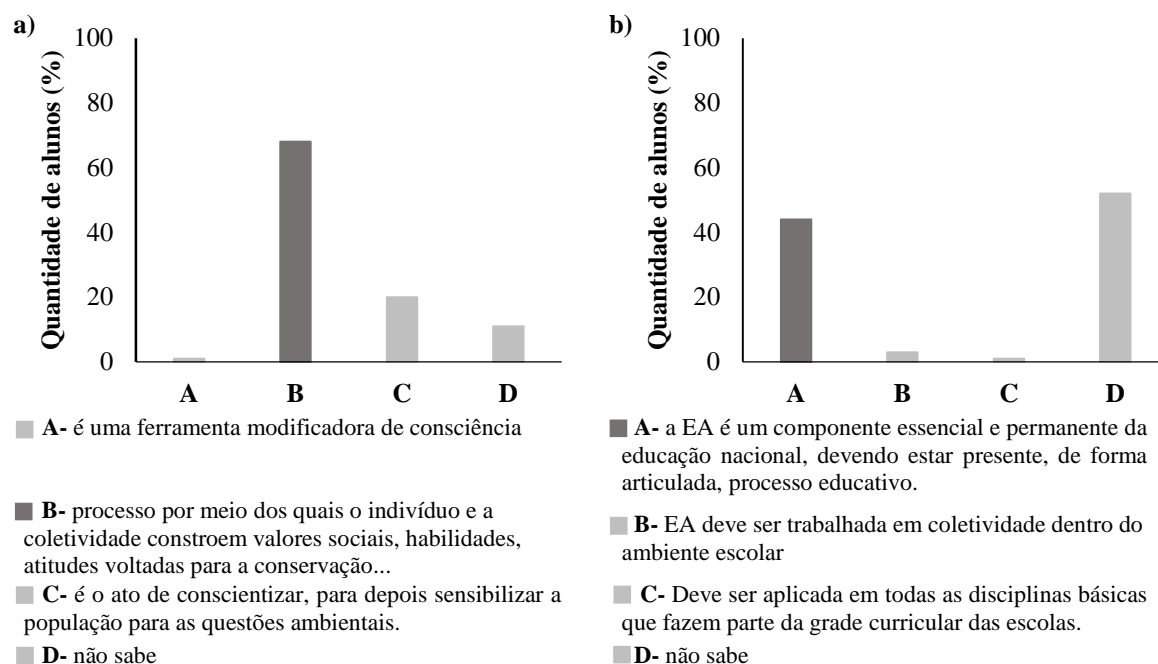 a)
Quantidade de alunos (%)
100
80
60
40
20
0
A B C D
A- é uma ferramenta modificadora de consciência
B- processo por meio dos quais o indivíduo e a
coletividade constroem valores sociais, habilidades,
atitudes voltadas para a conservação...
C- é o ato de conscientizar, para depois sensibilizar a
população para as questões ambientais.
D- não sabe
b)
Quantidade de alunos (%)
100
80
60
40
20
0
A B C D
A- a EA é um componente essencial e permanente da
educação nacional, devendo estar presente, de forma
articulada, processo educativo.
B- EA deve ser trabalhada em coletividade dentro do
ambiente escolar
C- Deve ser aplicada em todas as disciplinas básicas
que fazem parte da grade curricular das escolas.
D- não sabe